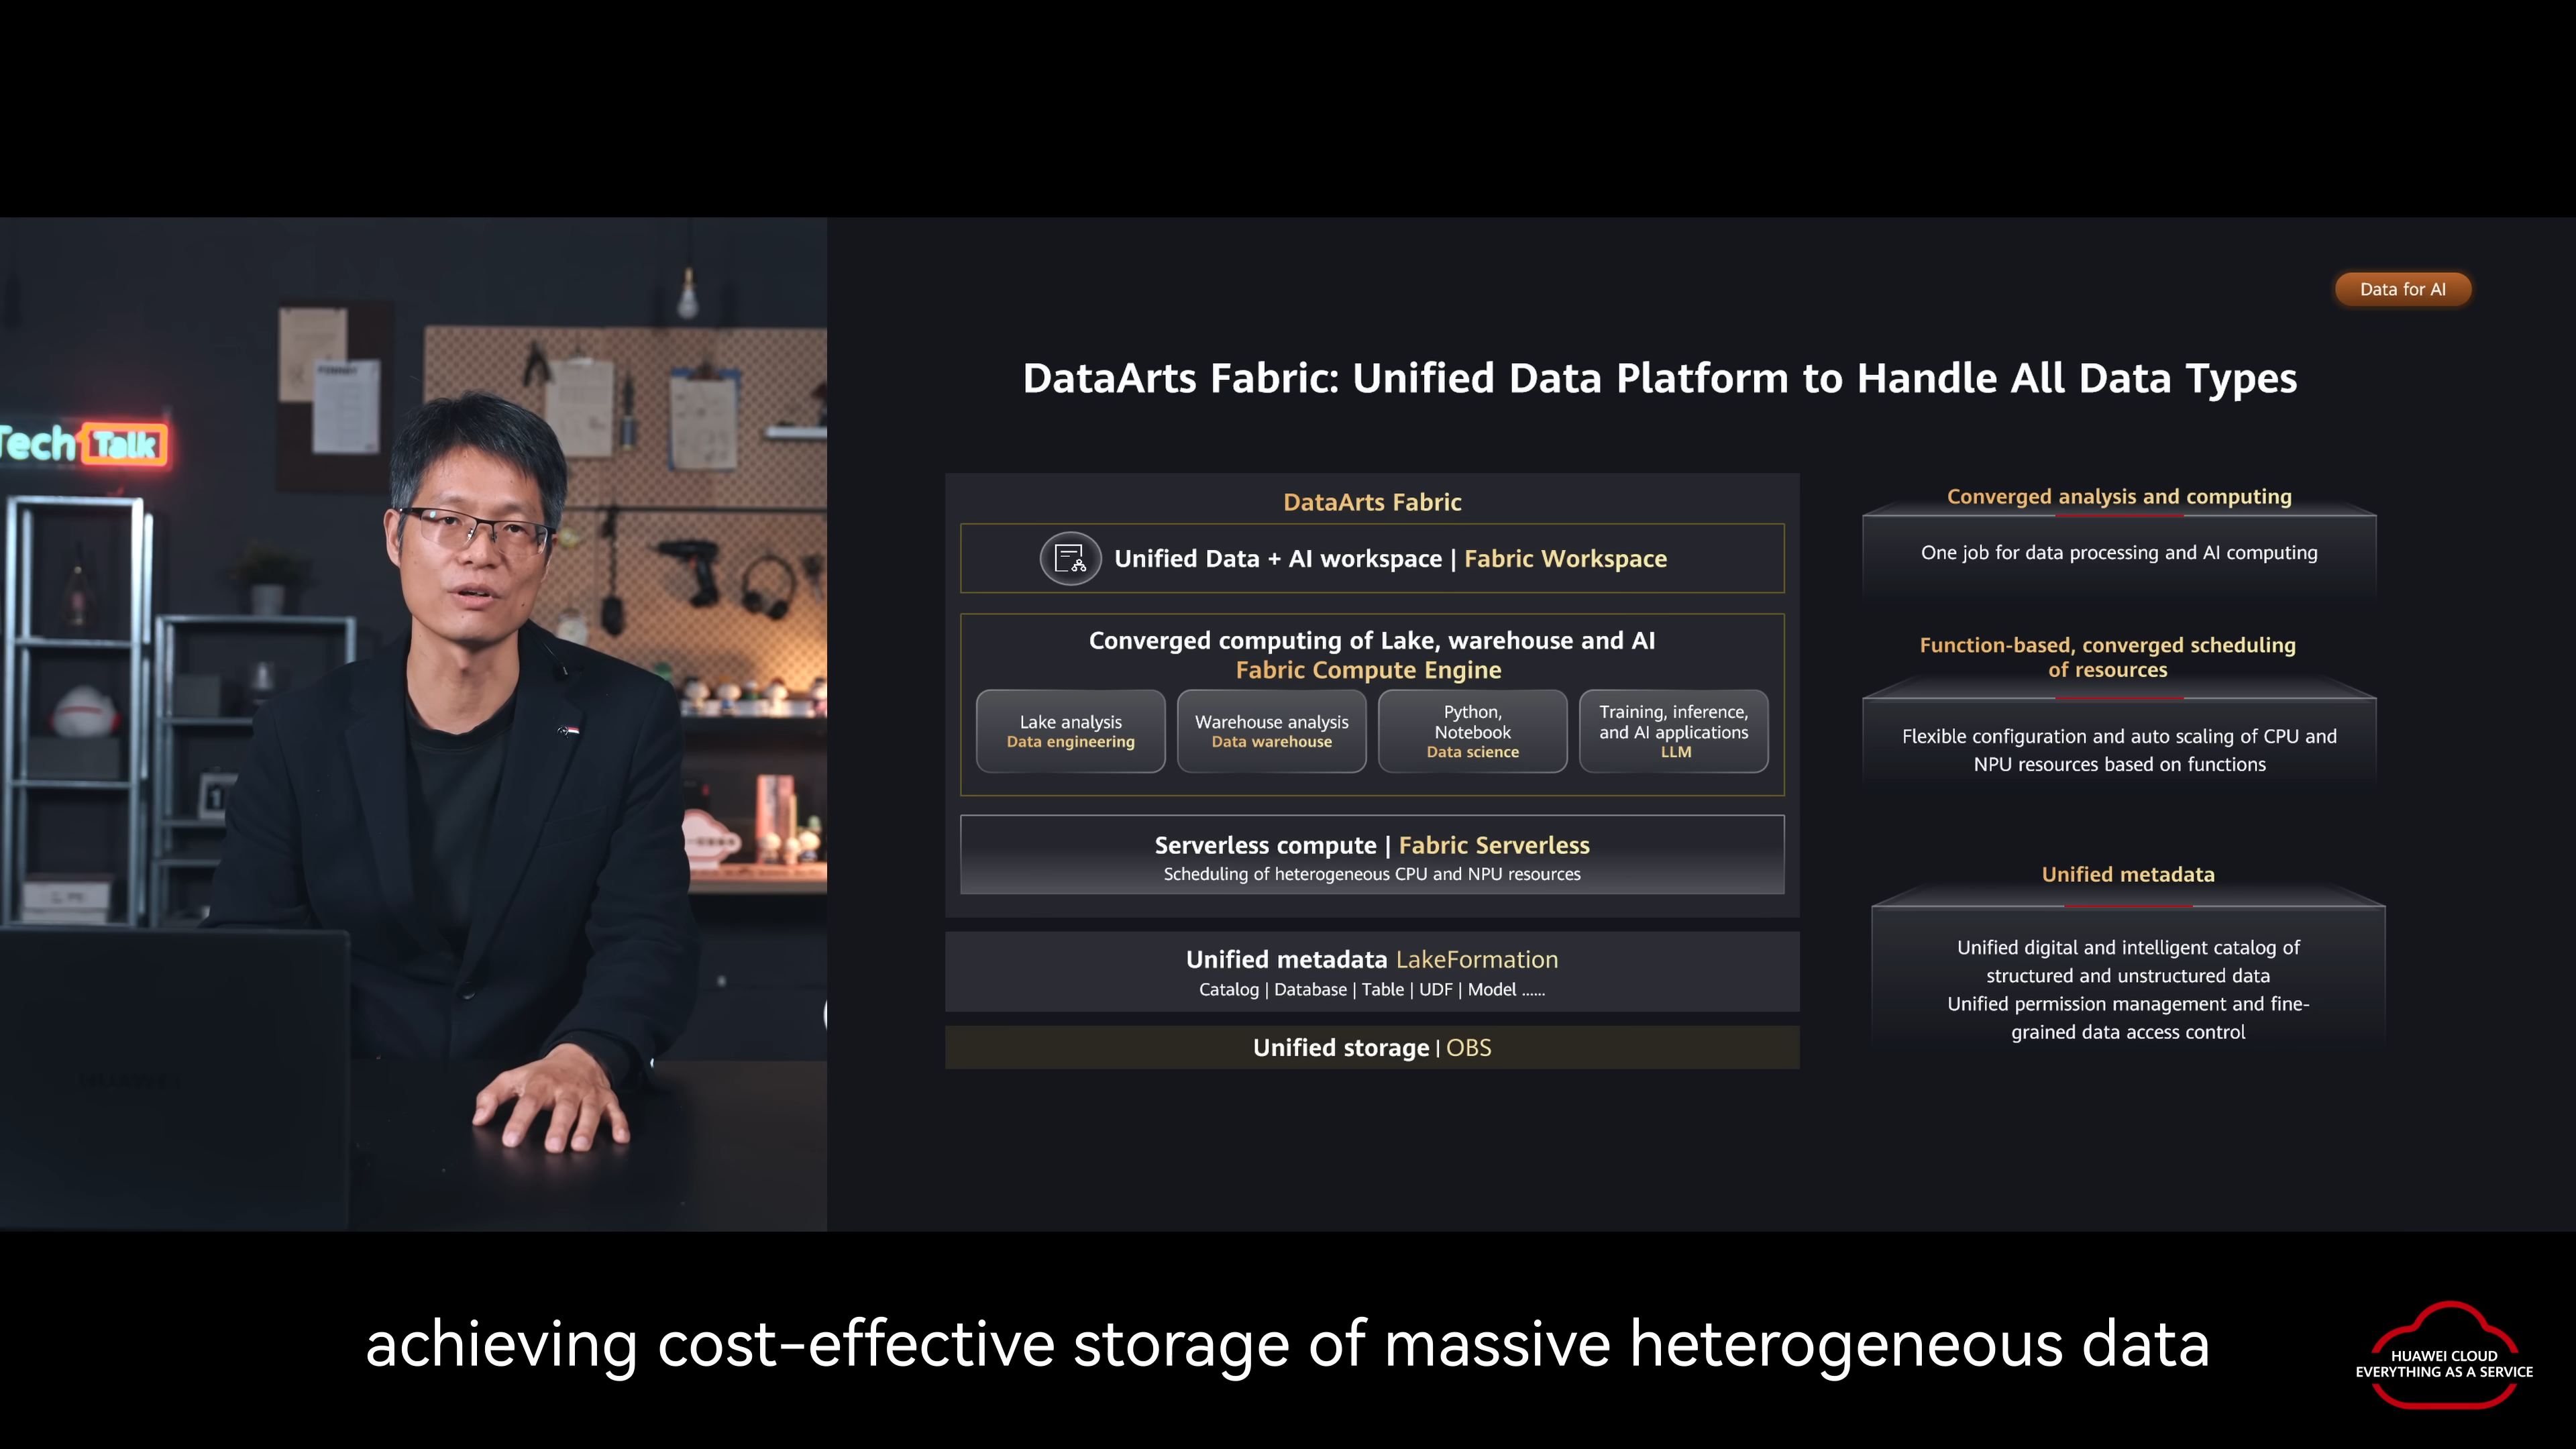 Tech Talk
Data for AI
DataArts Fabric: Unified Data Platform to Handle All Data Types
DataArts Fabric
Unified Data + AI workspace | Fabric Workspace
Converged computing of Lake, warehouse and AI
Fabric Compute Engine
Lake analysis
Data engineering
Warehouse analysis
Data warehouse
Python,
Notebook
Data science
Training, inference,
and AI applications
LLM
Serverless compute | Fabric Serverless
Scheduling of heterogeneous CPU and NPU resources
Unified metadata LakeFormation
Catalog | Database | Table | UDF | Model ......
Unified storage | OBS
Converged analysis and computing
One job for data processing and AI computing
Function-based, converged scheduling
of resources
Flexible configuration and auto scaling of CPU and
NPU resources based on functions
Unified metadata
Unified digital and intelligent catalog of
structured and unstructured data
Unified permission management and fine-
grained data access control
HUAWEI
achieving cost-effective storage of massive heterogeneous data
HUAWEI CLOUD
EVERYTHING AS A SERVICE